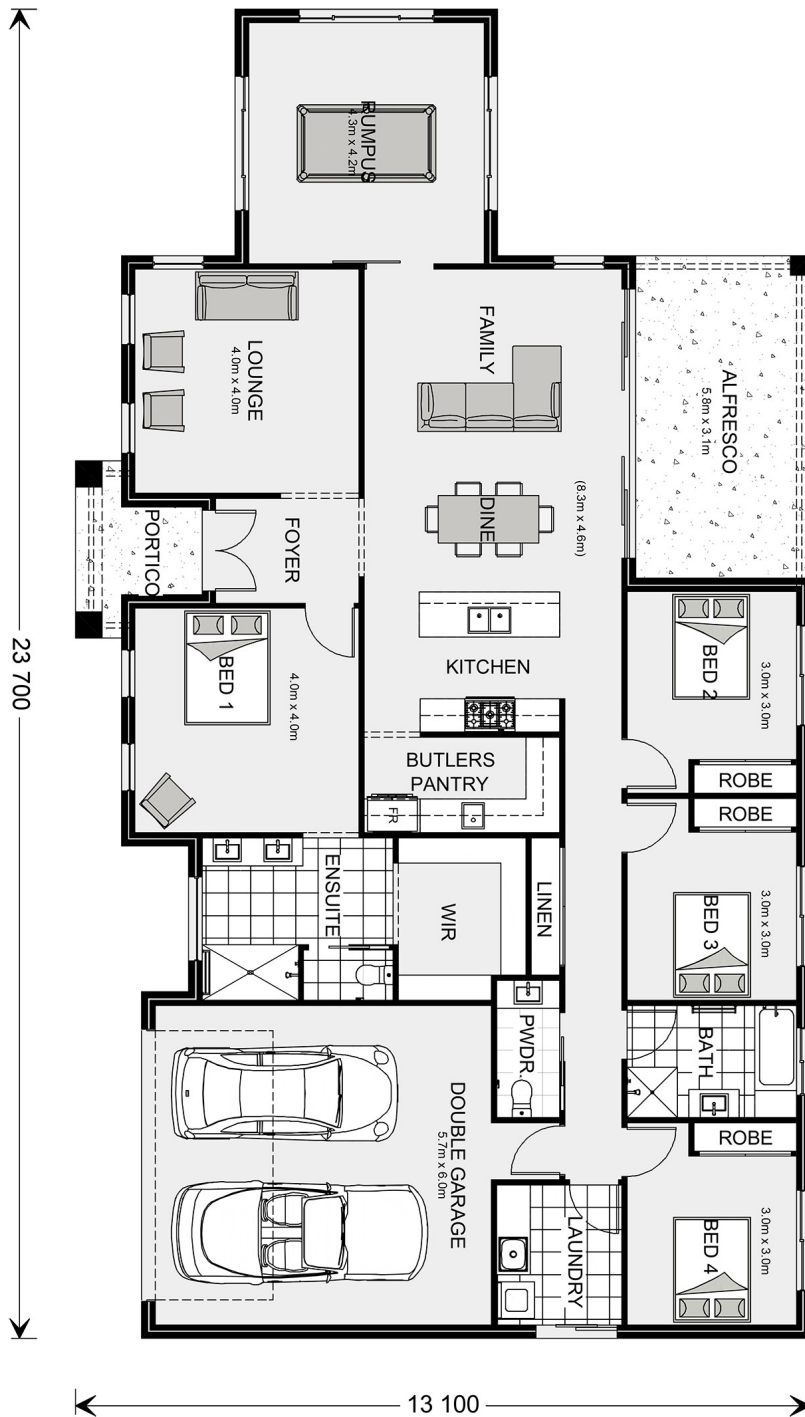 RUMPUS
4.3m x 4.2m
LOUNGE
4.0m x 4.0m
FAMILY
ALFRESCO
5.8m x 3.1m
DINE
(8.3m x 4.6m)
PORTICO
FOYER
23 700
KITCHEN
BED 1
4.0m x 4.0m
BED 2
3.0m x 3.0m
BUTLERS
PANTRY
FR
ROBE
ROBE
ENSUITE
WIR
LINEN
BED 3
3.0m x 3.0m
PWDR.
BATH
DOUBLE GARAGE
5.7m x 6.0m
ROBE
LAUNDRY
BED 4
3.0m x 3.0m
13 100